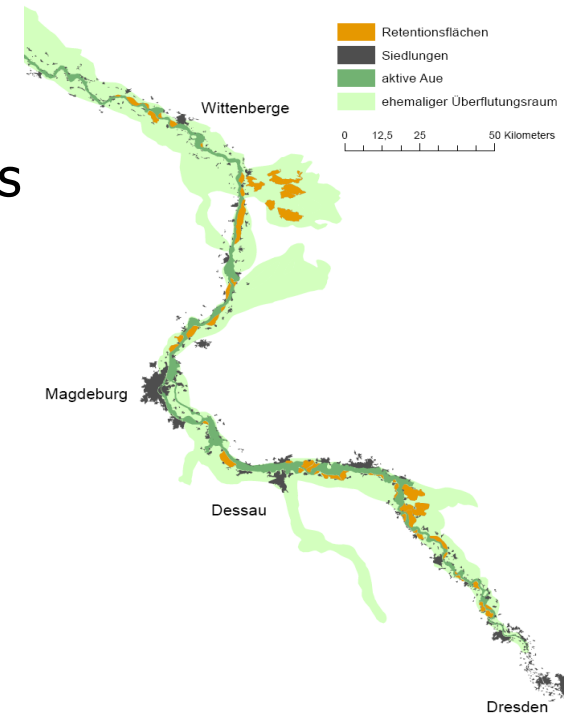 Retentionsflächen
Siedlungen
aktive Aue
ehemaliger Überflutungsraum
0 12,5 25 50 Kilometers
Wittenberge
s
Magdeburg
Dessau
Dresden